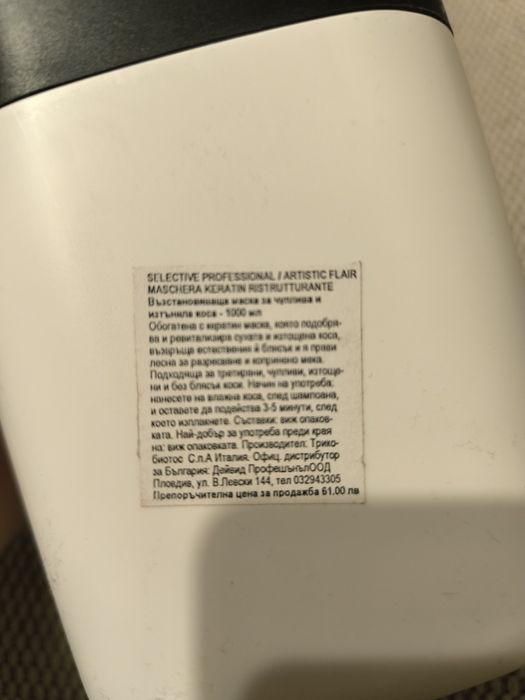 SELECTIVE PROFESSIONAL / ARTISTIC FLAIR
MASCHERA KERATIN RISTRUTTURANTE
Възстановяваща маска за чуплива и
изтъняла коса - 1000 мл
Обогатена с кератин маска, която подобря-
ва и ревитализира сухата и изтощена коса,
възвръща естествения й блясък и я прави
лесна за разресване и копринено мека.
Подходяща за третирани, чупливи, изтоще-
ни и без блясък коси. Начин на употреба:
нанесете на влажна коса, след шампоана,
и оставете да подейства 3-5 минути, след
което изплакнете. Съставки: виж опаков-
ката. Най-добър за употреба преди края
на: виж опаковката. Производител: Трико-
биотос С.п.А Италия. Офиц. дистрибутор
за България: Дейвид ПрофешънълООД
Пловдив, ул. В.Левски 144, тел 032943305
Препоръчителна цена за продажба 61.00 лв